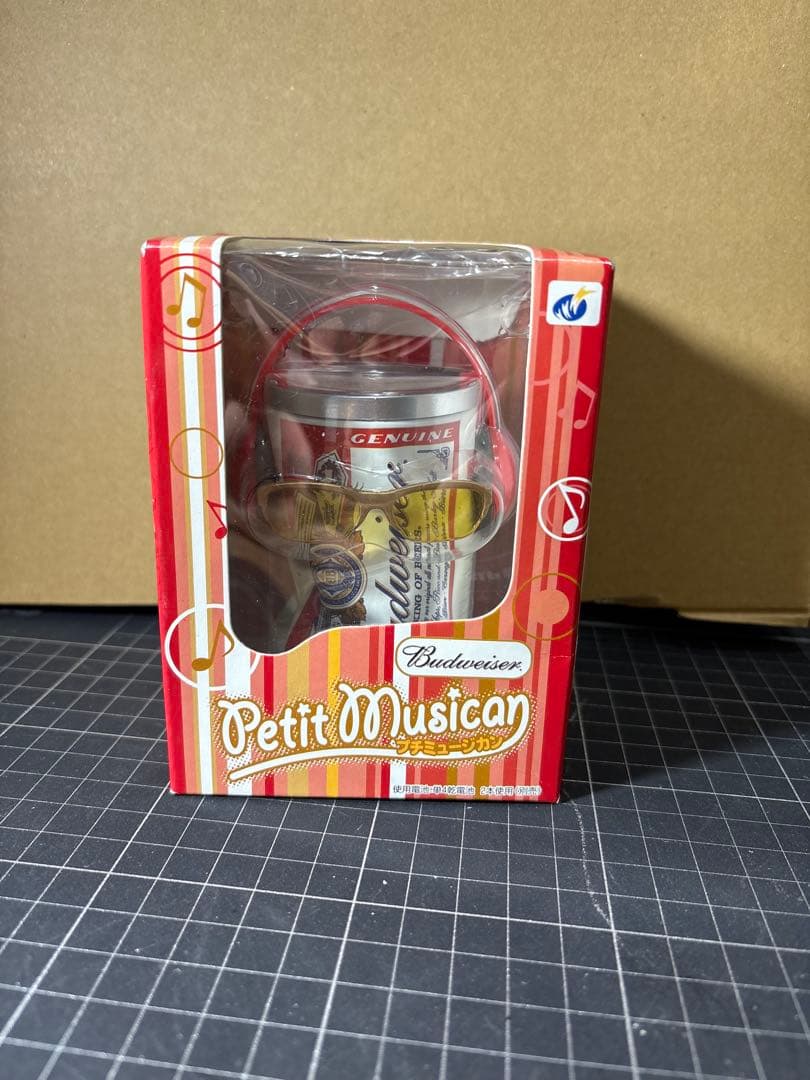 GENUINE
Budweiser.
KING OF BEERS.
Budweiser.
Petit Musican
プチミュージカン
使用電池・単4乾電池 2本使用(別売)